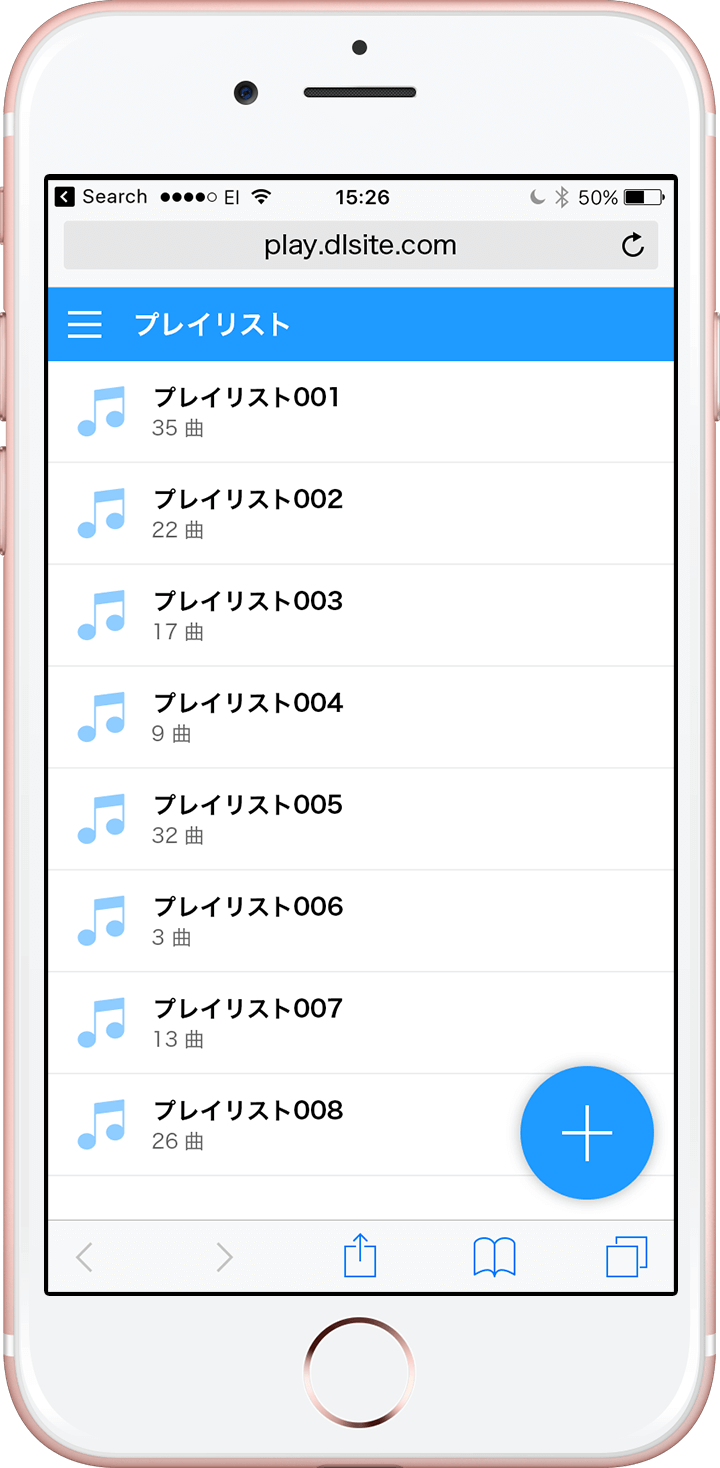 Search EI 15:26 50%
play.dlsite.com
プレイリスト
プレイリスト001
35 曲
プレイリスト002
22 曲
プレイリスト003
17 曲
プレイリスト004
9 曲
プレイリスト005
32 曲
プレイリスト006
3 曲
プレイリスト007
13 曲
プレイリスト008
26 曲